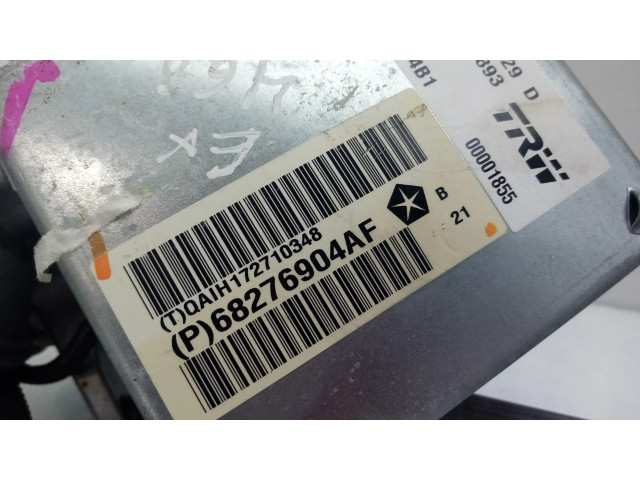 (T)QAIH172710348
(P)68276904AF
B
21
29 D
893
4B1
TRW
00001855